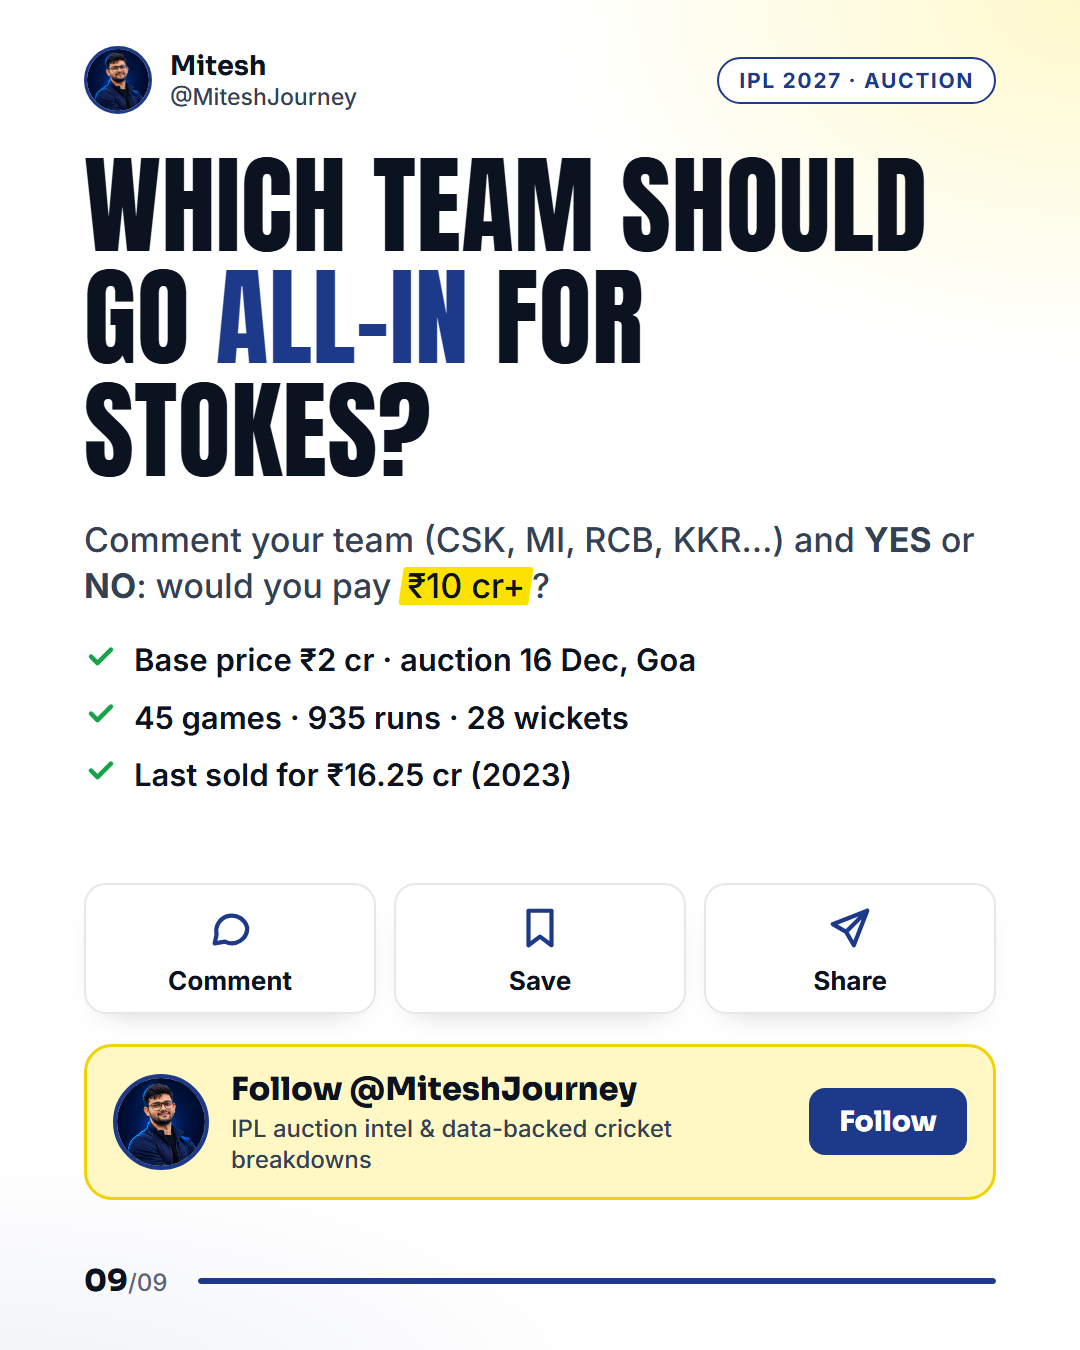 Mitesh
@MiteshJourney
IPL 2027 · AUCTION
WHICH TEAM SHOULD
GO ALL-IN FOR
STOKES?
Comment your team (CSK, MI, RCB, KKR...) and YES or
NO: would you pay ₹10 cr+ ?
Base price ₹2 cr · auction 16 Dec, Goa
45 games · 935 runs · 28 wickets
Last sold for ₹16.25 cr (2023)
Comment
Save
Share
Follow @MiteshJourney
IPL auction intel & data-backed cricket
breakdowns
Follow
09/09